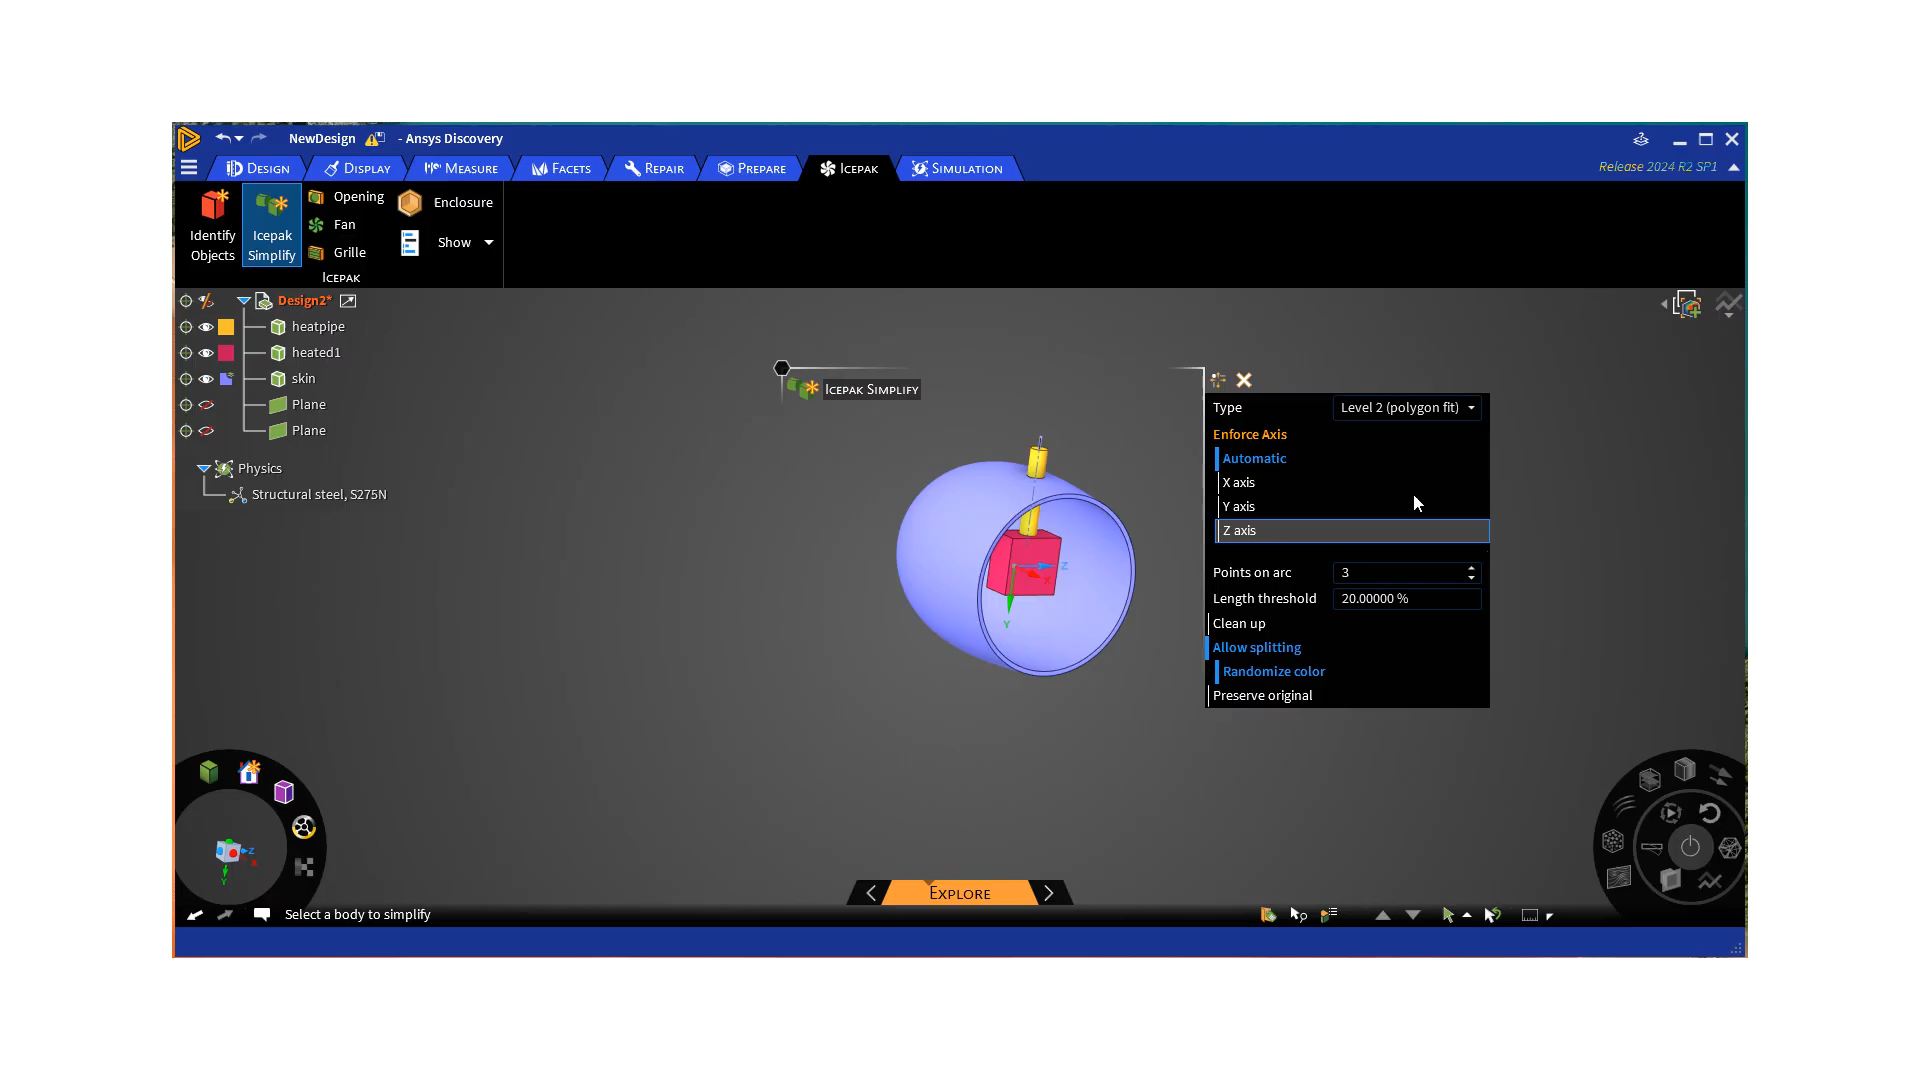 NewDesign - Ansys Discovery
DESIGN DISPLAY MEASURE FACETS REPAIR PREPARE ICEPAK SIMULATION
Release 2024 R2 SP1
Identify Objects
Icepak Simplify
Opening
Fan
Grille
Enclosure
Show
ICEPAK
Design2*
heatpipe
heated1
skin
Plane
Plane
Physics
Structural steel, S275N
ICEPAK SIMPLIFY
Z
X
Y
Type Level 2 (polygon fit)
Enforce Axis
Automatic
X axis
Y axis
Z axis
Points on arc 3
Length threshold 20.00000 %
Clean up
Allow splitting
Randomize color
Preserve original
Z
X
Y
EXPLORE
Select a body to simplify